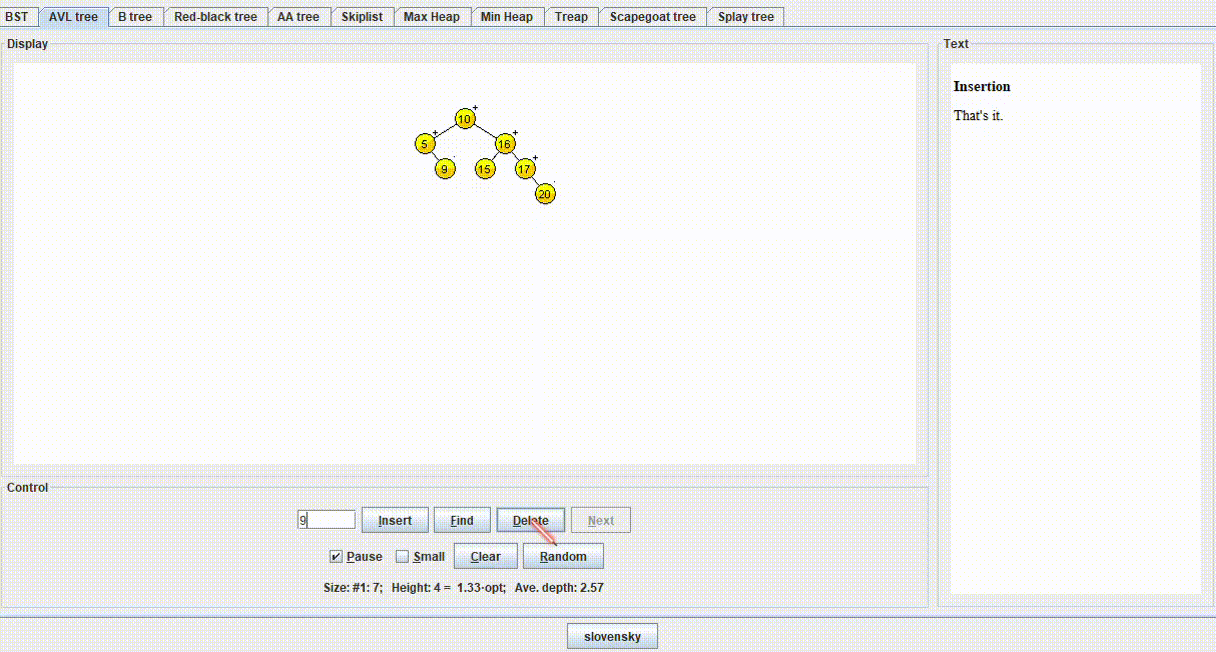 BST AVL tree B tree Red-black tree AA tree Skiplist Max Heap Min Heap Treap Scapegoat tree Splay tree
Display
10
5 16
9 15 17
20
Text
Insertion
That's it.
Control
9 Insert Find Delete Next
Pause Small Clear Random
Size: #1: 7; Height: 4 = 1.33·opt; Ave. depth: 2.57
slovensky